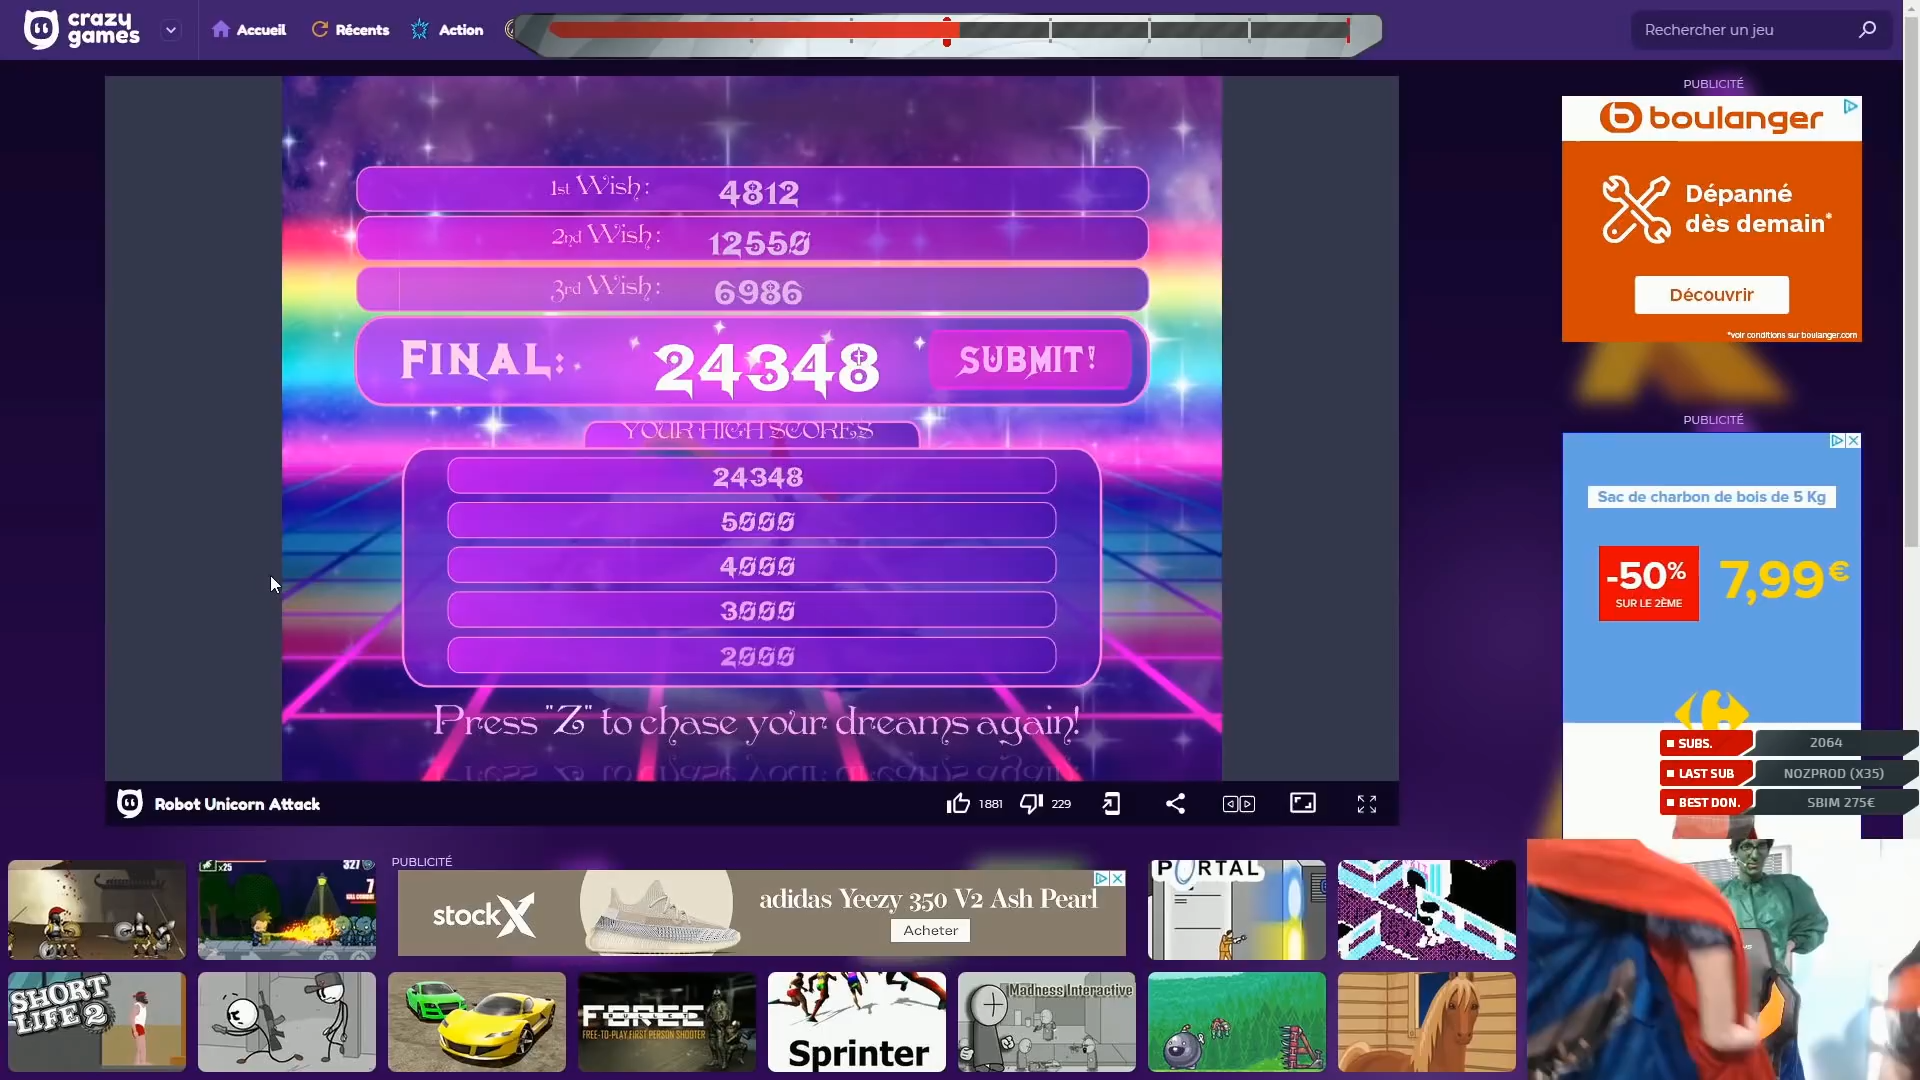 crazy games
Accueil
Récents
Action
Rechercher un jeu
1st Wish: 4812
2nd Wish: 12550
3rd Wish: 6986
FINAL: 24348 SUBMIT!
YOUR HIGH SCORES
24348
5000
4000
3000
2000
Press "Z" to chase your dreams again!
Robot Unicorn Attack
1881
229
PUBLICITÉ
boulanger
Dépanné
dès demain*
Découvrir
*voir conditions sur boulanger.com
PUBLICITÉ
Sac de charbon de bois de 5 Kg
-50%
SUR LE 2ÈME
7,99€
SUBS. 2064
LAST SUB NOZPROD (X35)
BEST DON. SBIM 275€
x25
327
7
PUBLICITÉ
stockX
adidas Yeezy 350 V2 Ash Pearl
Acheter
PORTAL
SHORT
LIFE 2
FORCE
FREE-TO-PLAY FIRST PERSON SHOOTER
Sprinter
Madness Interactive